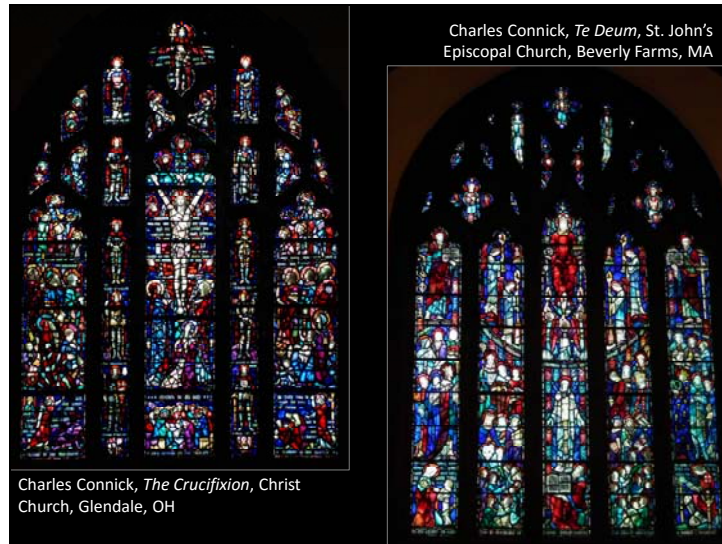 Charles Connick, Te Deum, St. John’s
Episcopal Church, Beverly Farms, MA
Charles Connick, The Crucifixion, Christ
Church, Glendale, OH